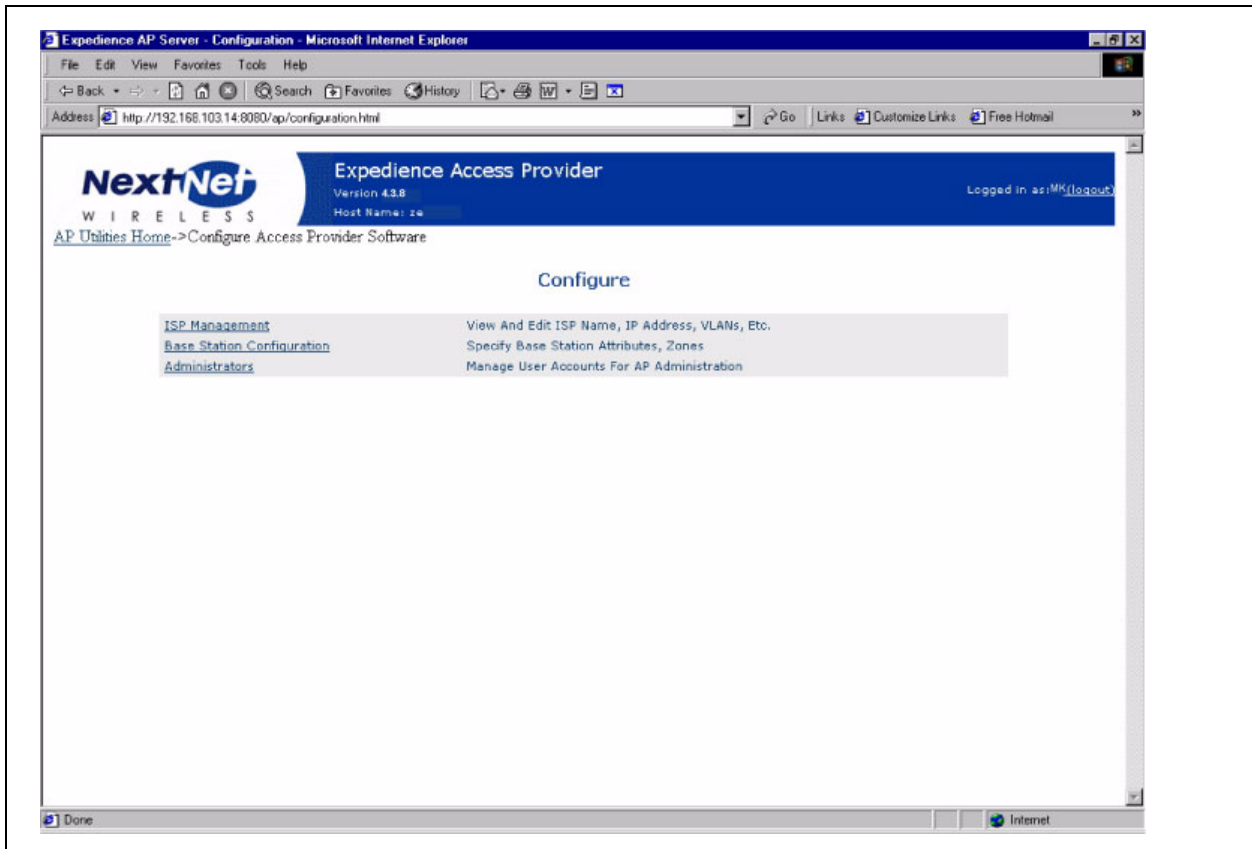 Expedience AP Server - Configuration - Microsoft Internet Explorer
File Edit View Favorites Tools Help
Back Search Favorites History
Address http://192.168.103.14:8080/ap/configuration.html Go Links Customize Links Free Hotmail »
NextNet
WIRELESS
Expedience Access Provider
Version 4.3.8
Host Name: ze
Logged in as:MK(logout)
AP Utilities Home->Configure Access Provider Software
Configure
ISP Management View And Edit ISP Name, IP Address, VLANs, Etc.
Base Station Configuration Specify Base Station Attributes, Zones
Administrators Manage User Accounts For AP Administration
Done Internet